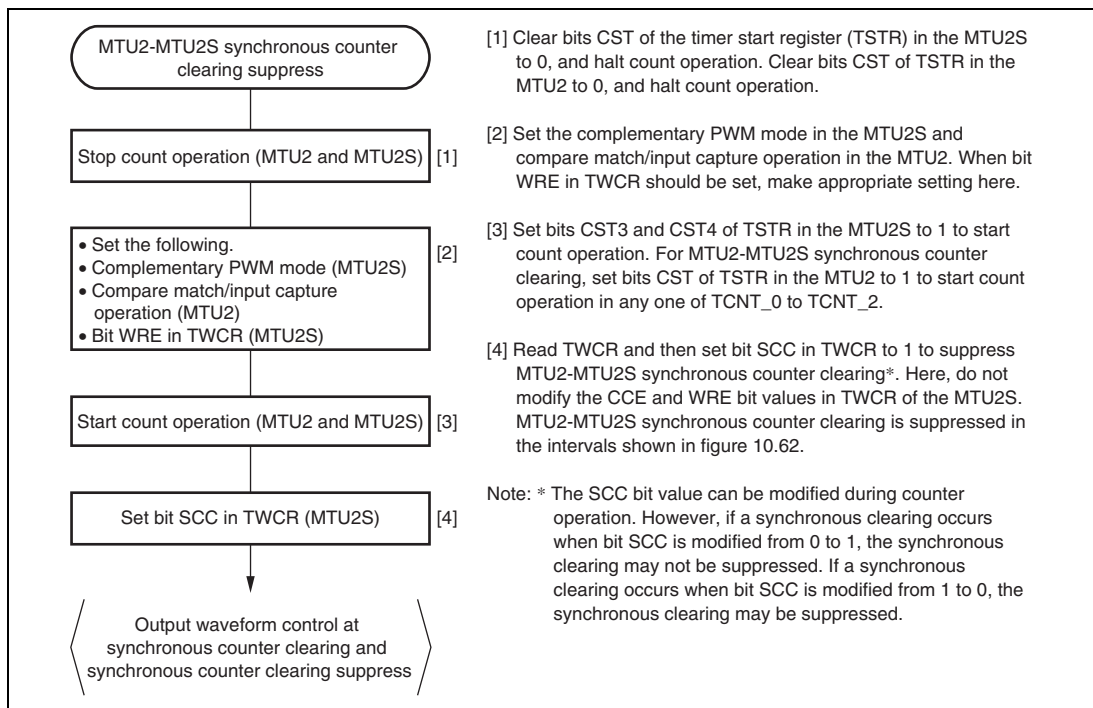 MTU2-MTU2S synchronous counter
clearing suppress
Stop count operation (MTU2 and MTU2S)
[1]
• Set the following.
• Complementary PWM mode (MTU2S)
• Compare match/input capture
operation (MTU2)
• Bit WRE in TWCR (MTU2S)
[2]
Start count operation (MTU2 and MTU2S)
[3]
Set bit SCC in TWCR (MTU2S)
[4]
Output waveform control at
synchronous counter clearing and
synchronous counter clearing suppress
[1] Clear bits CST of the timer start register (TSTR) in the MTU2S
to 0, and halt count operation. Clear bits CST of TSTR in the
MTU2 to 0, and halt count operation.
[2] Set the complementary PWM mode in the MTU2S and
compare match/input capture operation in the MTU2. When bit
WRE in TWCR should be set, make appropriate setting here.
[3] Set bits CST3 and CST4 of TSTR in the MTU2S to 1 to start
count operation. For MTU2-MTU2S synchronous counter
clearing, set bits CST of TSTR in the MTU2 to 1 to start count
operation in any one of TCNT_0 to TCNT_2.
[4] Read TWCR and then set bit SCC in TWCR to 1 to suppress
MTU2-MTU2S synchronous counter clearing*. Here, do not
modify the CCE and WRE bit values in TWCR of the MTU2S.
MTU2-MTU2S synchronous counter clearing is suppressed in
the intervals shown in figure 10.62.
Note: * The SCC bit value can be modified during counter
operation. However, if a synchronous clearing occurs
when bit SCC is modified from 0 to 1, the synchronous
clearing may not be suppressed. If a synchronous
clearing occurs when bit SCC is modified from 1 to 0, the
synchronous clearing may be suppressed.